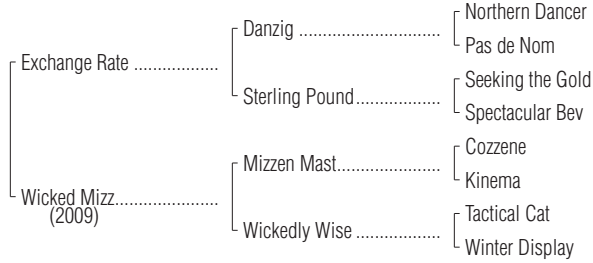 Northern Dancer
Danzig ................................
Pas de Nom
Exchange Rate ...................
Seeking the Gold
Sterling Pound...................
Spectacular Bev
Cozzene
Mizzen Mast.......................
Kinema
Wicked Mizz.......................
(2009)
Tactical Cat
Wickedly Wise ...................
Winter Display